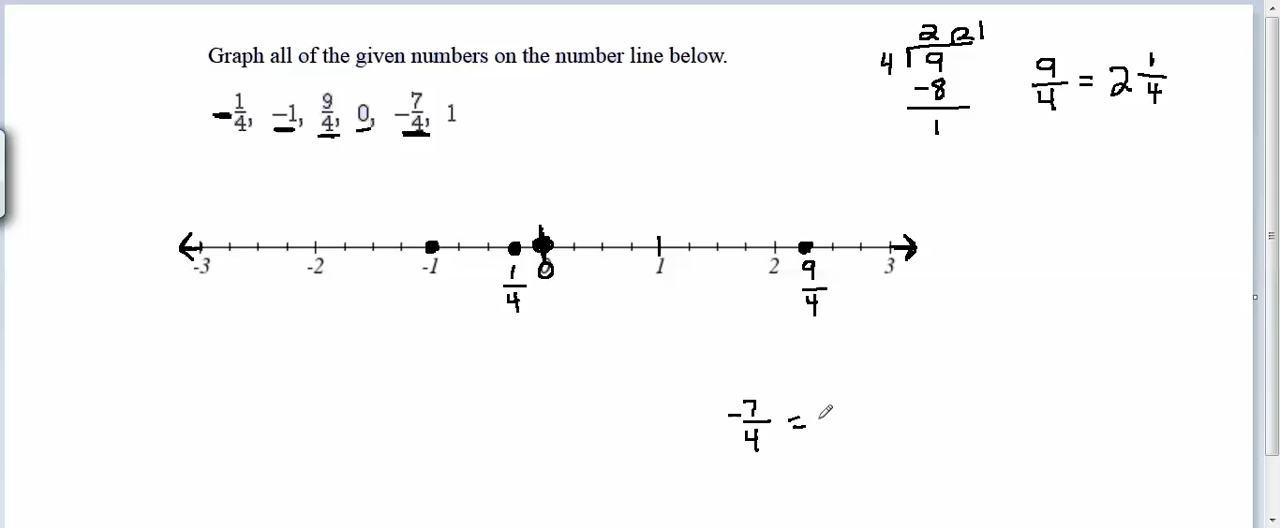 Graph all of the given numbers on the number line below.
-1/4, -1, 9/4, 0, -7/4, 1
2 R1
4 9
-8
1
9/4 = 2 1/4
-3 -2 -1 0 1 2 3
1/4 9/4
-7/4 =